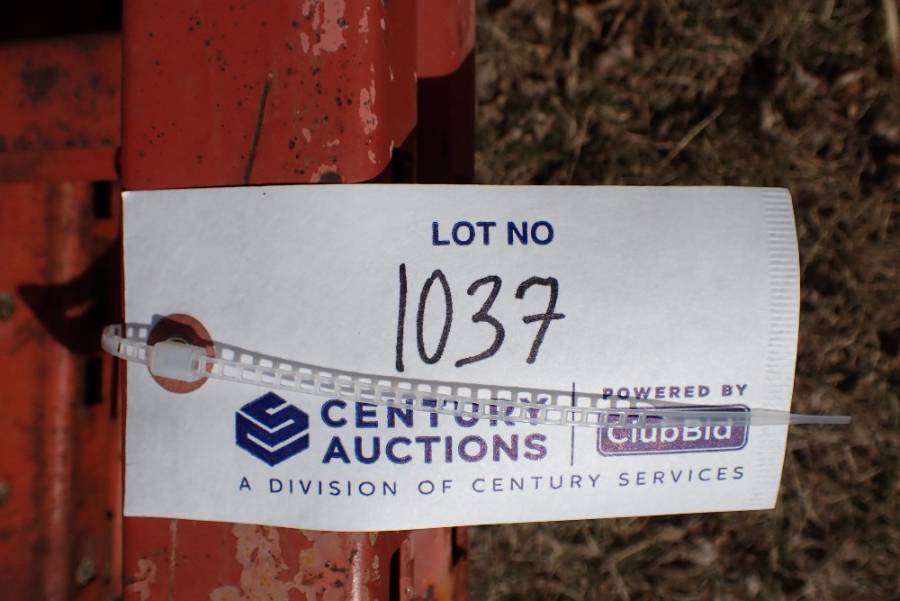 LOT NO
1037
CENTURY
AUCTIONS
POWERED BY
ClubBid
A DIVISION OF CENTURY SERVICES